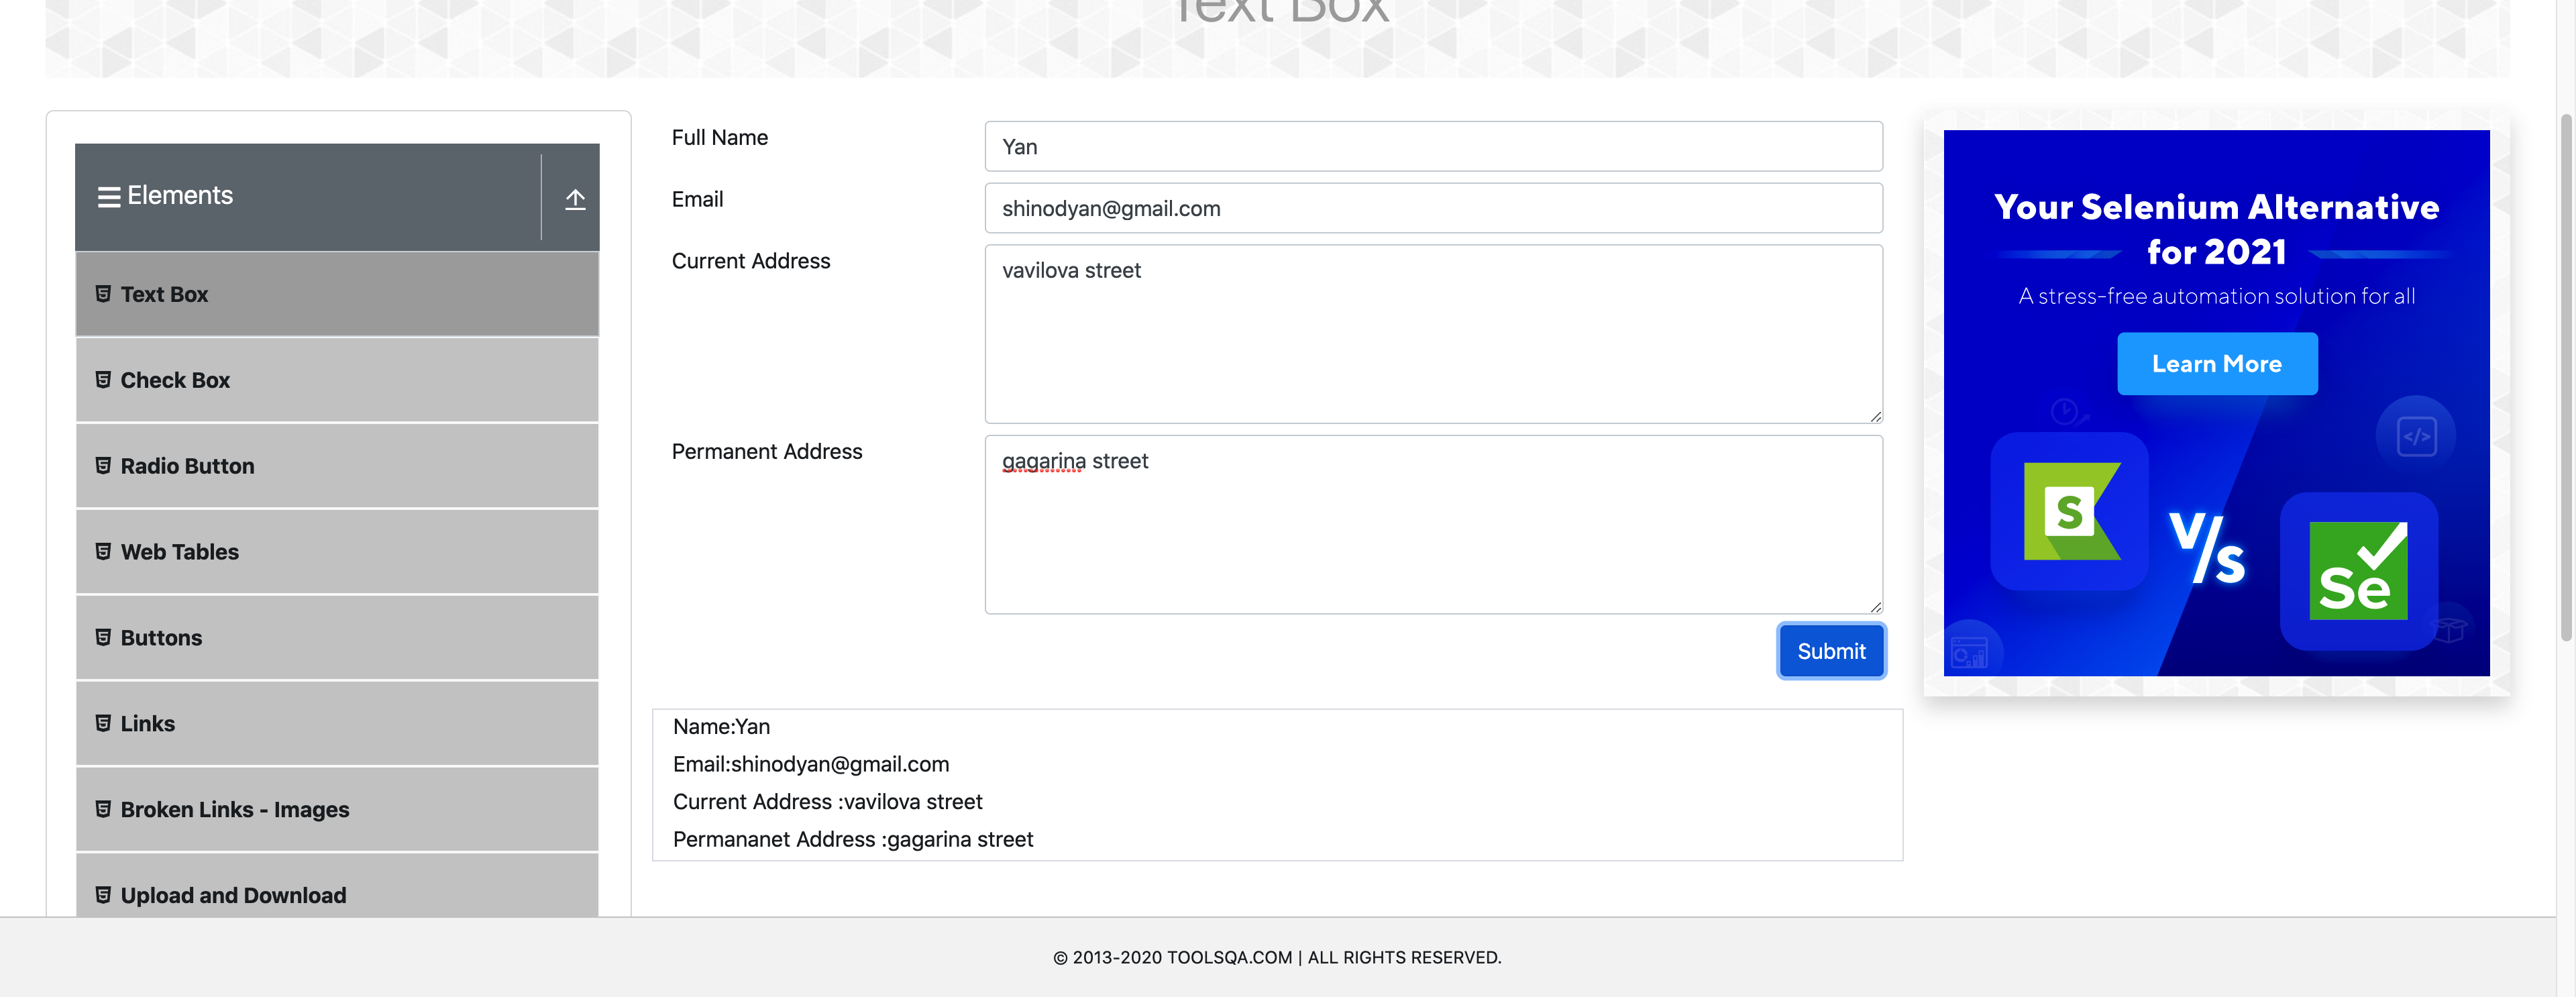 Text Box
Elements
Text Box
Check Box
Radio Button
Web Tables
Buttons
Links
Broken Links - Images
Upload and Download
Full Name
Yan
Email
shinodyan@gmail.com
Current Address
vavilova street
Permanent Address
gagarina street
Submit
Name:Yan
Email:shinodyan@gmail.com
Current Address :vavilova street
Permananet Address :gagarina street
Your Selenium Alternative
for 2021
A stress-free automation solution for all
Learn More
</>
S
V/s
Se
© 2013-2020 TOOLSQA.COM | ALL RIGHTS RESERVED.